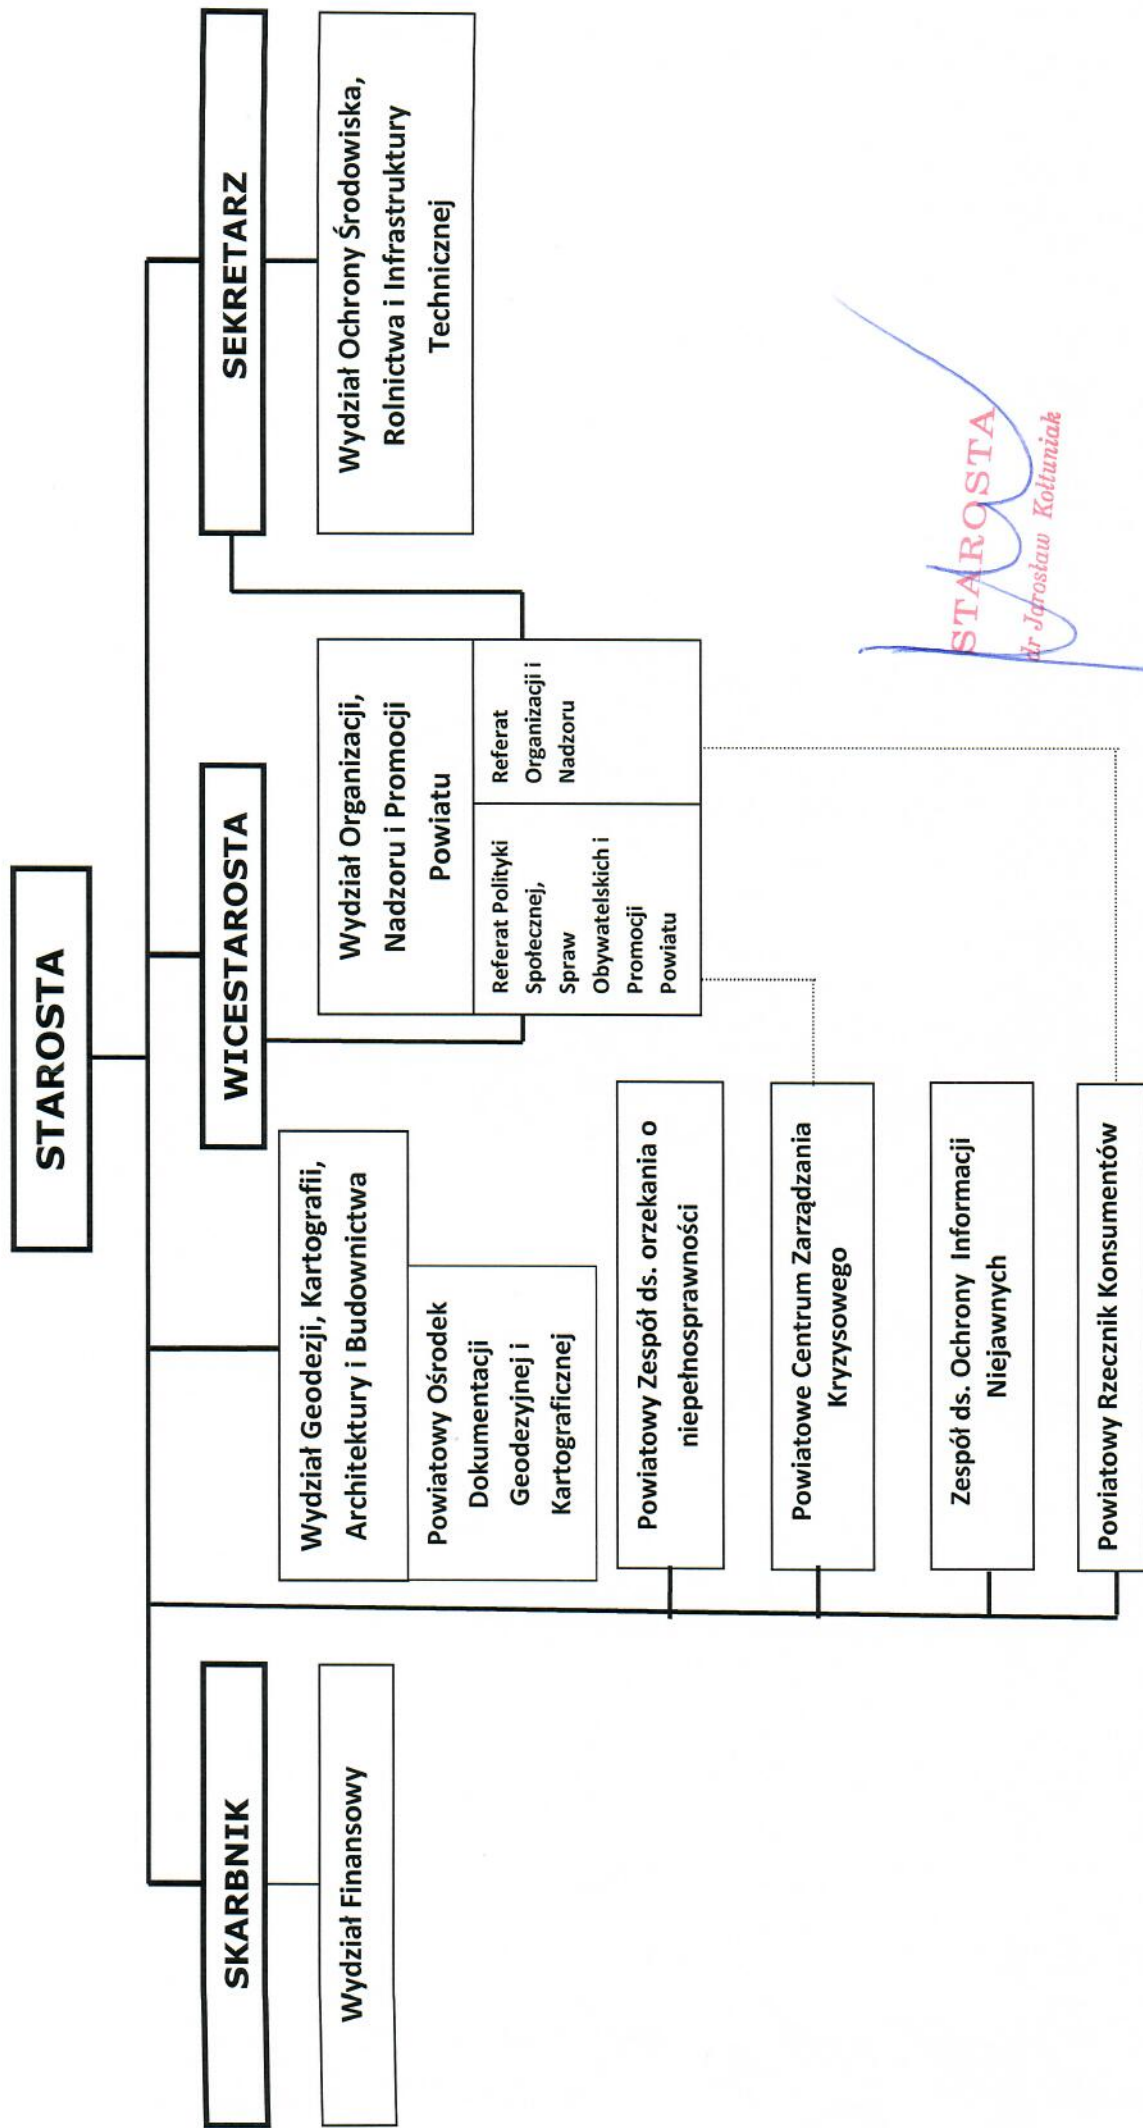 STAROSTA
SKARBNIK
WICESTAROSTA
SEKRETARZ
Wydział Finansowy
Wydział Geodezji, Kartografii,
Architektury i Budownictwa
Powiatowy Ośrodek
Dokumentacji
Geodezyjnej i
Kartograficznej
Wydział Organizacji,
Nadzoru i Promocji
Powiatu
Referat Polityki
Społecznej,
Spraw
Obywatelskich i
Promocji
Powiatu
Referat
Organizacji i
Nadzoru
Wydział Ochrony Środowiska,
Rolnictwa i Infrastruktury
Technicznej
Powiatowy Zespół ds. orzekania o
niepełnosprawności
Powiatowe Centrum Zarządzania
Kryzysowego
Zespół ds. Ochrony Informacji
Niejawnych
Powiatowy Rzecznik Konsumentów
STAROSTA
dr Jarosław Kołtuniak